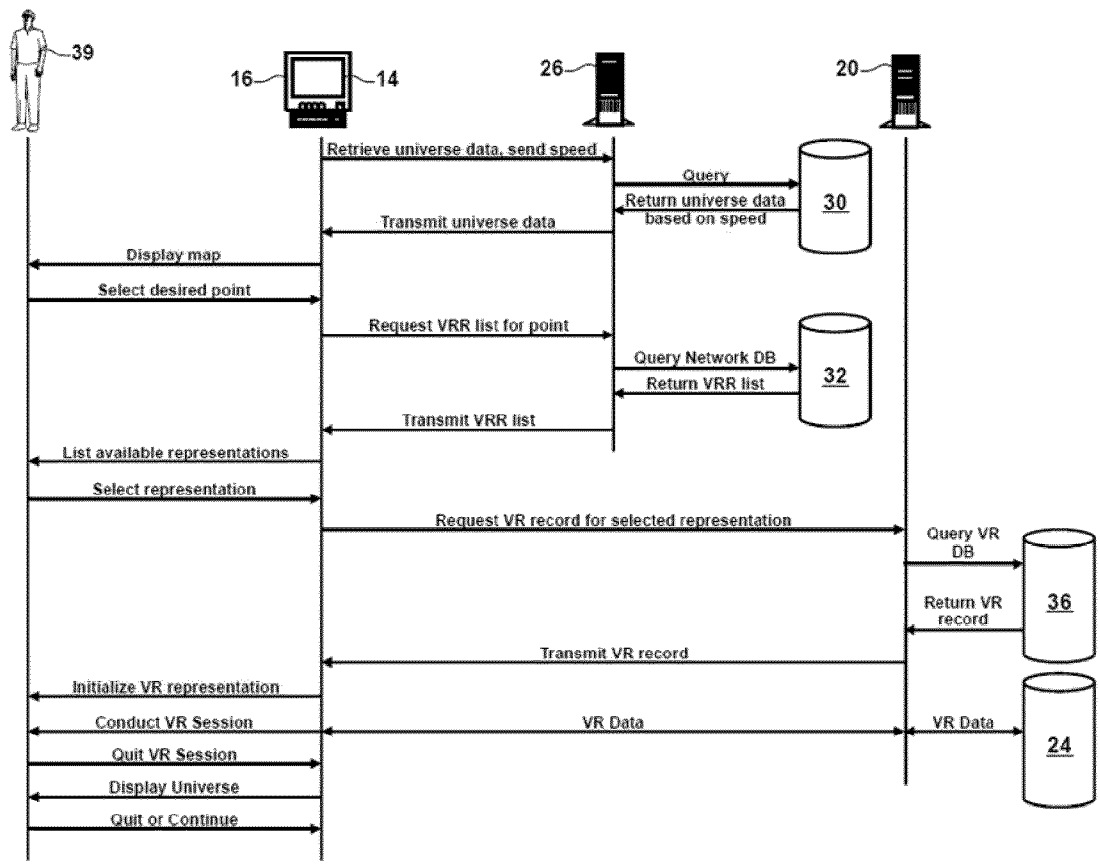 39
16
14
26
20
Retrieve universe data, send speed
Query
30
Return universe data
based on speed
Transmit universe data
Display map
Select desired point
Request VRR list for point
Query Network DB
32
Return VRR list
Transmit VRR list
List available representations
Select representation
Request VR record for selected representation
Query VR
DB
36
Return VR
record
Transmit VR record
Initialize VR representation
Conduct VR Session
VR Data
VR Data
24
Quit VR Session
Display Universe
Quit or Continue